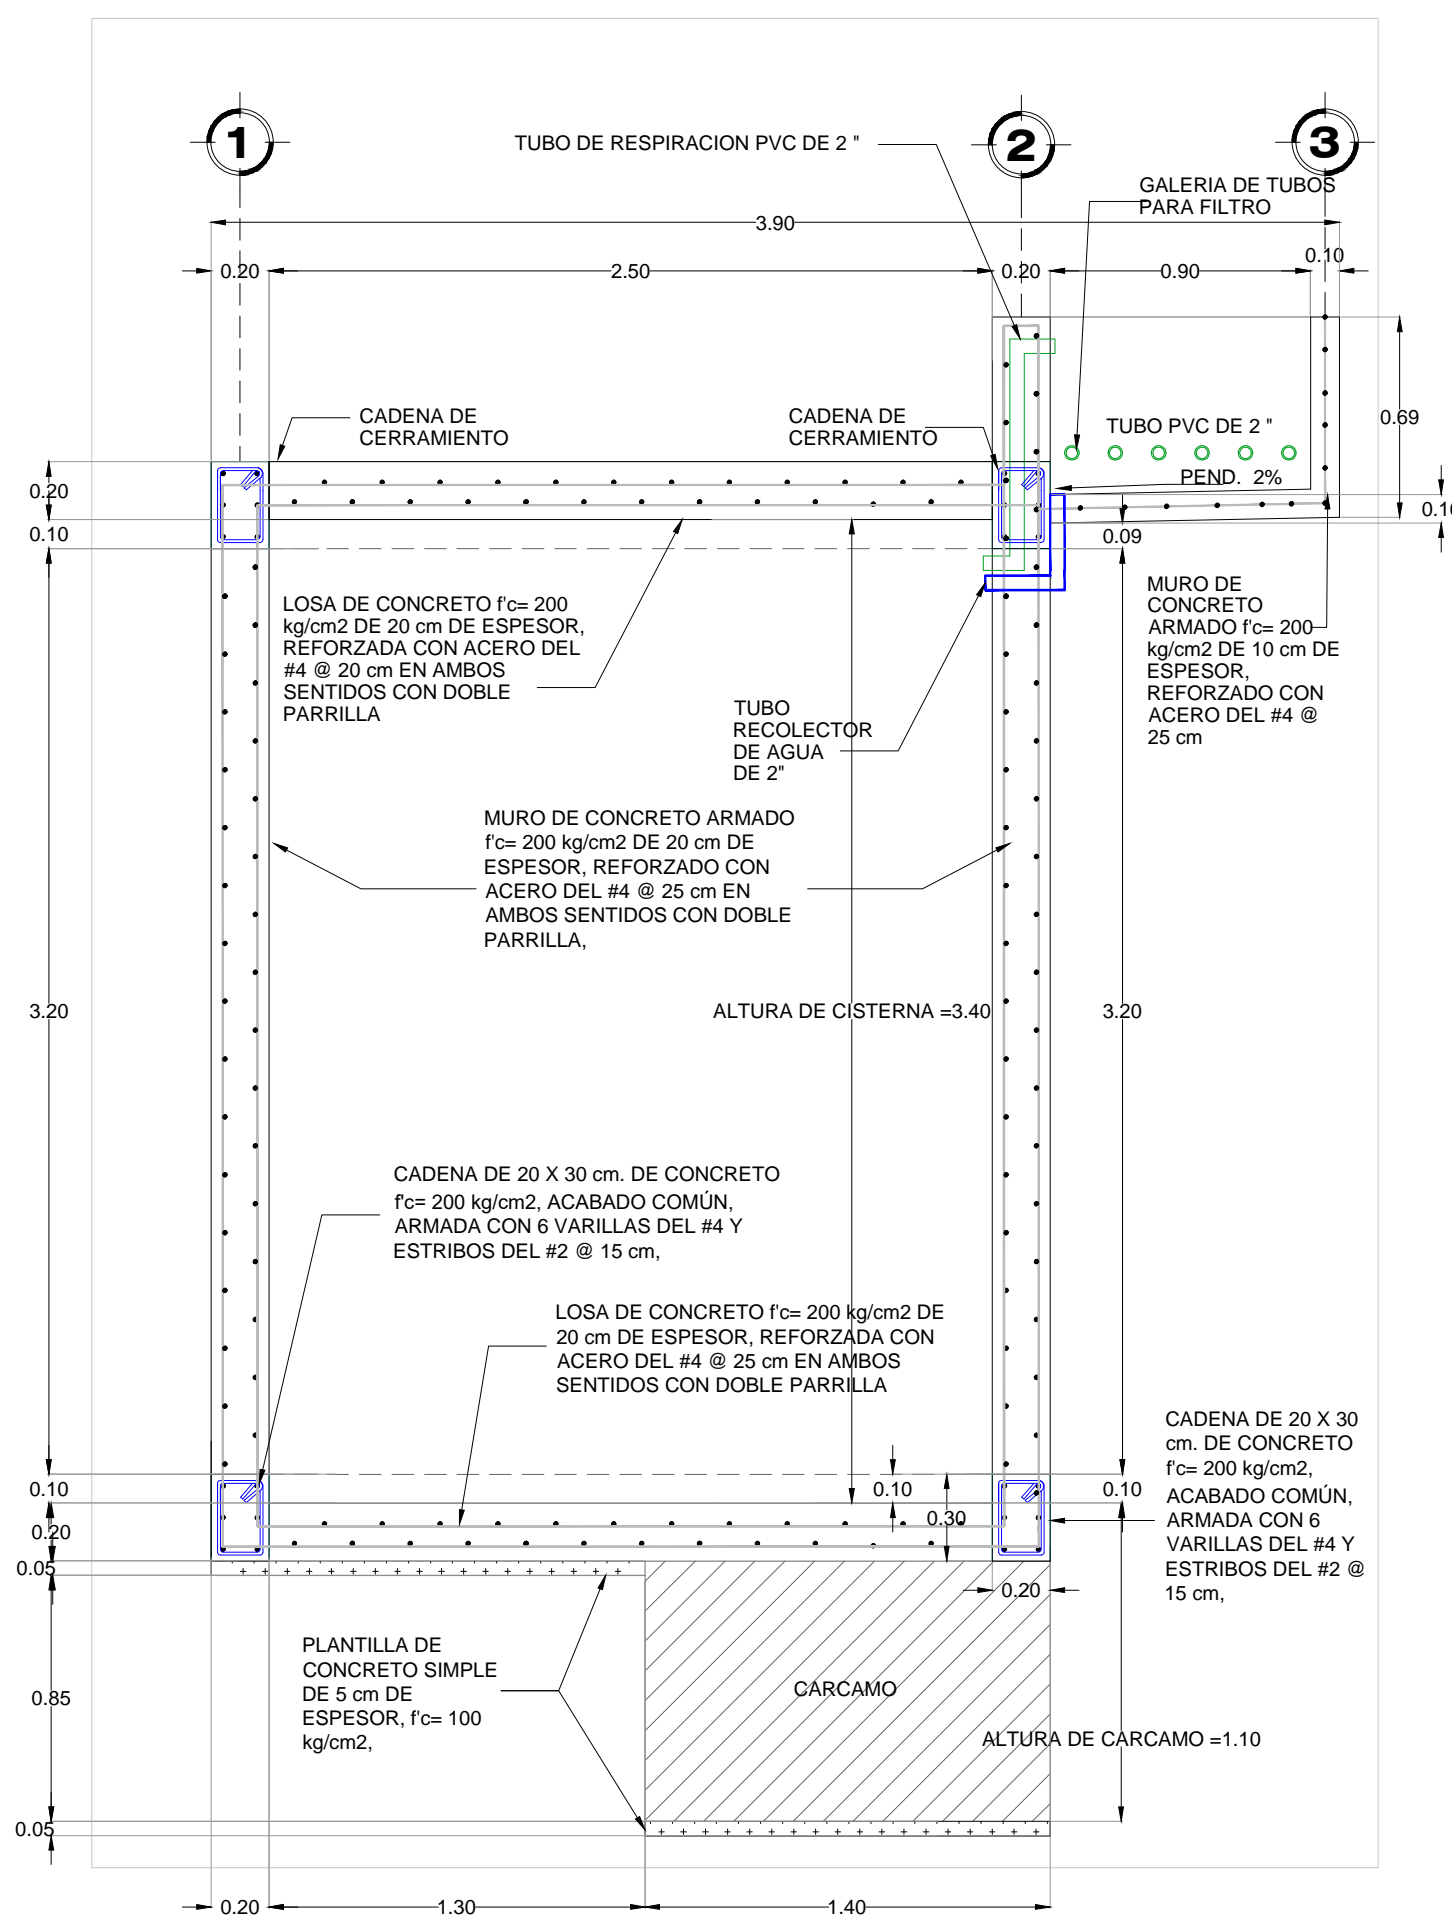 1
2
3
TUBO DE RESPIRACION PVC DE 2 "
GALERIA DE TUBOS
PARA FILTRO
3.90
0.20
2.50
0.20
0.90
0.10
CADENA DE
CERRAMIENTO
CADENA DE
CERRAMIENTO
TUBO PVC DE 2 "
0.69
PEND. 2%
0.20
0.10
0.10
0.09
LOSA DE CONCRETO f'c= 200
kg/cm2 DE 20 cm DE ESPESOR,
REFORZADA CON ACERO DEL
#4 @ 20 cm EN AMBOS
SENTIDOS CON DOBLE
PARRILLA
MURO DE
CONCRETO
ARMADO f'c= 200
kg/cm2 DE 10 cm DE
ESPESOR,
REFORZADO CON
ACERO DEL #4 @
25 cm
TUBO
RECOLECTOR
DE AGUA
DE 2"
MURO DE CONCRETO ARMADO
f'c= 200 kg/cm2 DE 20 cm DE
ESPESOR, REFORZADO CON
ACERO DEL #4 @ 25 cm EN
AMBOS SENTIDOS CON DOBLE
PARRILLA,
3.20
ALTURA DE CISTERNA =3.40
3.20
CADENA DE 20 X 30 cm. DE CONCRETO
f'c= 200 kg/cm2, ACABADO COMÚN,
ARMADA CON 6 VARILLAS DEL #4 Y
ESTRIBOS DEL #2 @ 15 cm,
LOSA DE CONCRETO f'c= 200 kg/cm2 DE
20 cm DE ESPESOR, REFORZADA CON
ACERO DEL #4 @ 25 cm EN AMBOS
SENTIDOS CON DOBLE PARRILLA
CADENA DE 20 X 30
cm. DE CONCRETO
f'c= 200 kg/cm2,
ACABADO COMÚN,
ARMADA CON 6
VARILLAS DEL #4 Y
ESTRIBOS DEL #2 @
15 cm,
0.10
0.10
0.10
0.20
0.30
0.05
0.20
PLANTILLA DE
CONCRETO SIMPLE
DE 5 cm DE
ESPESOR, f'c= 100
kg/cm2,
0.85
CARCAMO
ALTURA DE CARCAMO =1.10
0.05
0.20
1.30
1.40